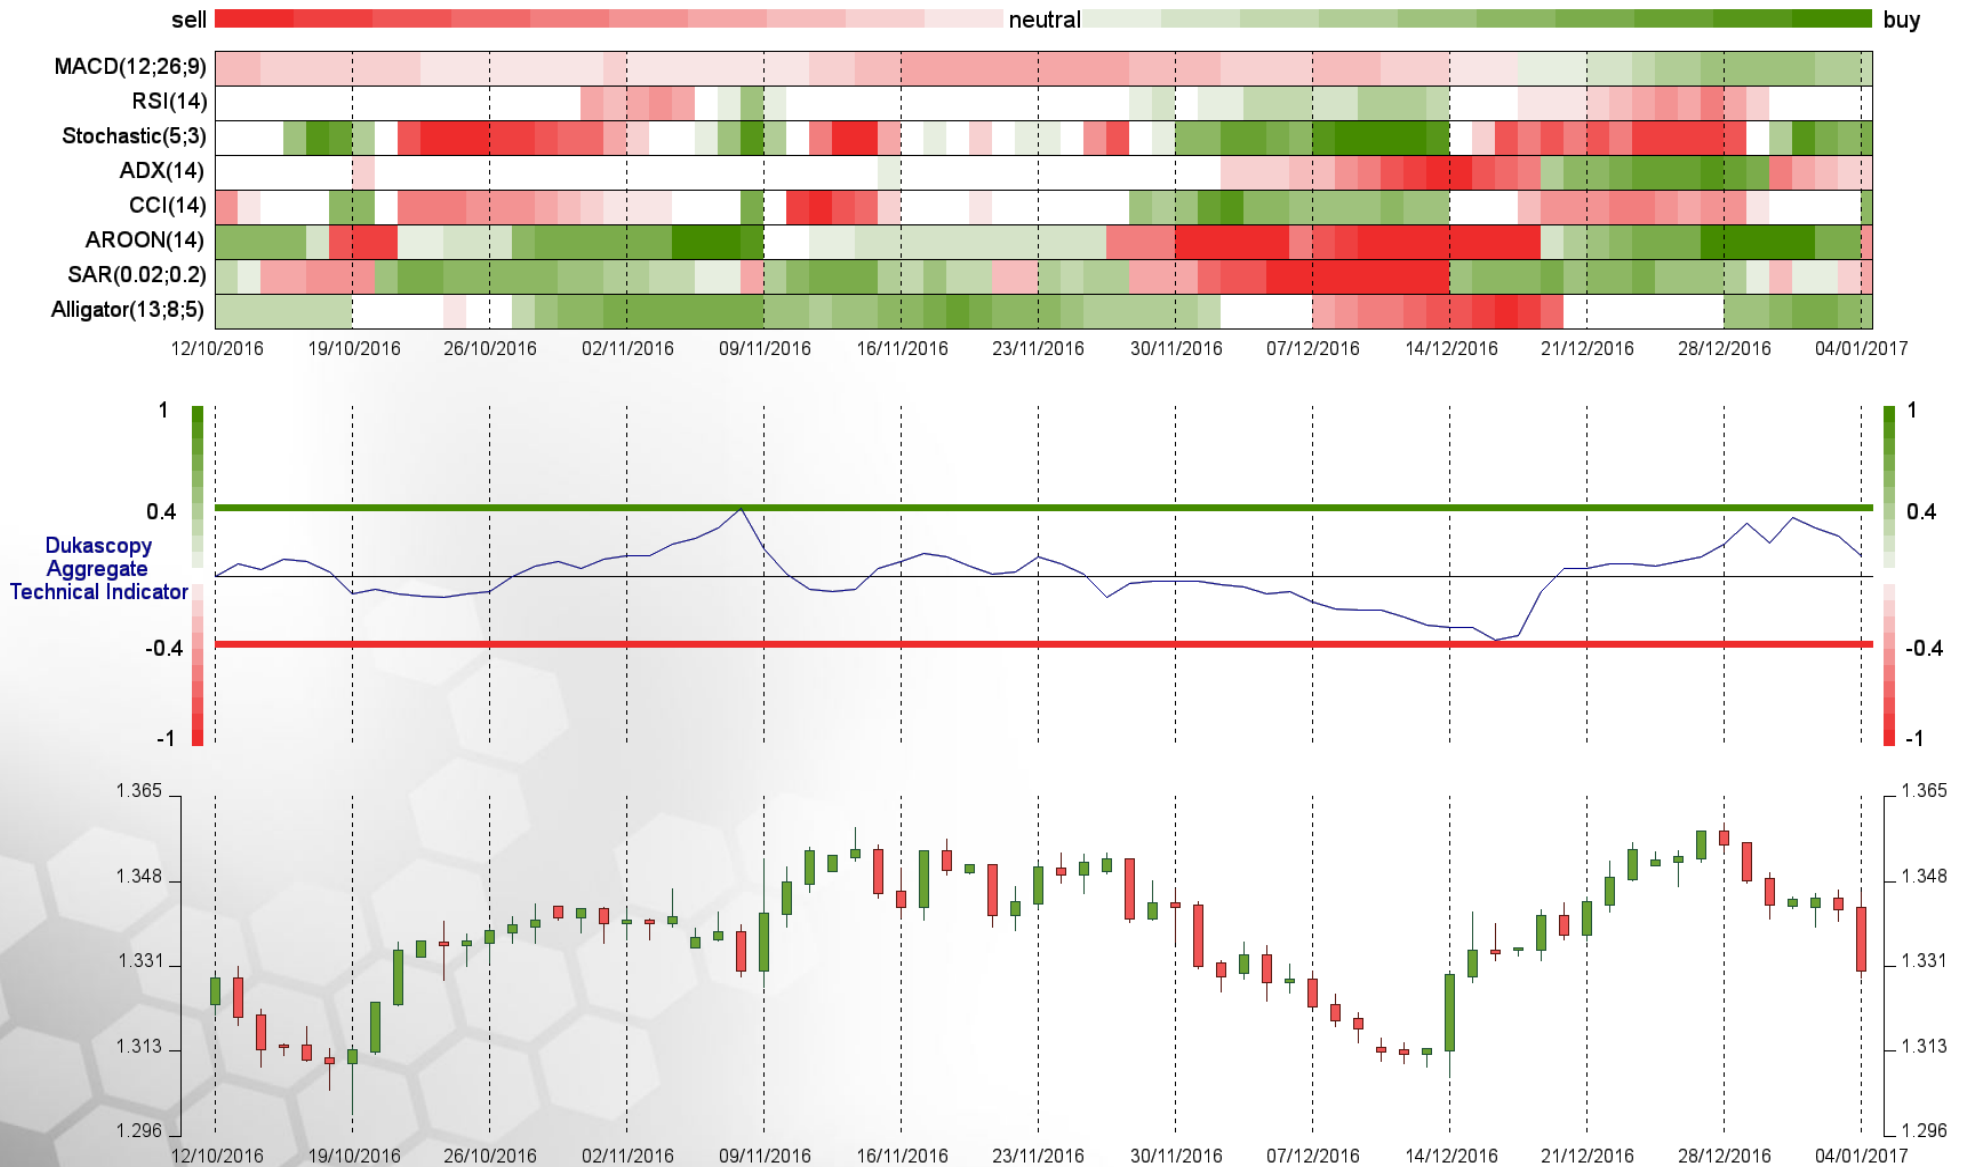 sell neutral buy
MACD(12;26;9)
RSI(14)
Stochastic(5;3)
ADX(14)
CCI(14)
AROON(14)
SAR(0.02;0.2)
Alligator(13;8;5)
12/10/2016 19/10/2016 26/10/2016 02/11/2016 09/11/2016 16/11/2016 23/11/2016 30/11/2016 07/12/2016 14/12/2016 21/12/2016 28/12/2016 04/01/2017
1 1
0.4 0.4
Dukascopy
Aggregate
Technical Indicator
-0.4 -0.4
-1 -1
1.365 1.365
1.348 1.348
1.331 1.331
1.313 1.313
1.296 1.296
12/10/2016 19/10/2016 26/10/2016 02/11/2016 09/11/2016 16/11/2016 23/11/2016 30/11/2016 07/12/2016 14/12/2016 21/12/2016 28/12/2016 04/01/2017